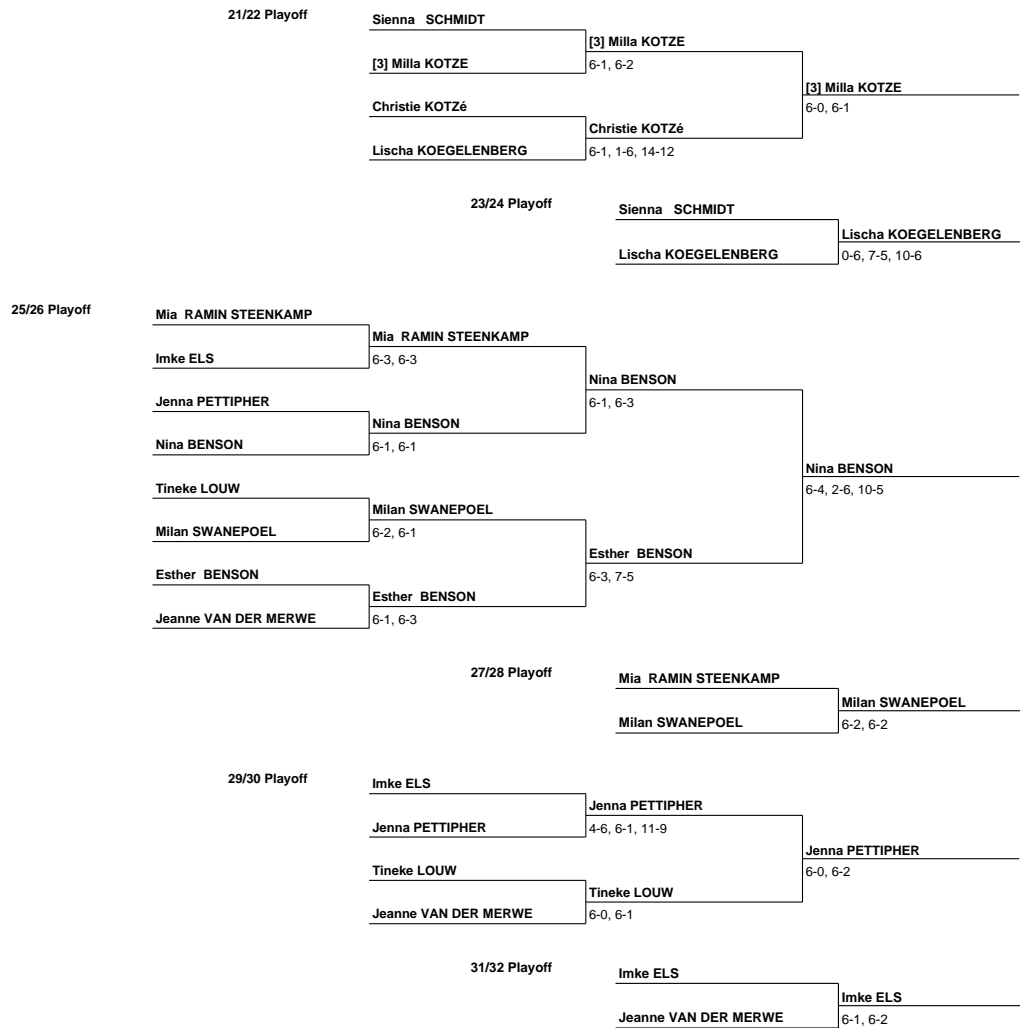 21/22 Playoff
Sienna SCHMIDT
[3] Milla KOTZE
[3] Milla KOTZE
6-1, 6-2
[3] Milla KOTZE
6-0, 6-1
Christie KOTZé
Christie KOTZé
Lischa KOEGELENBERG
6-1, 1-6, 14-12
23/24 Playoff
Sienna SCHMIDT
Lischa KOEGELENBERG
Lischa KOEGELENBERG
0-6, 7-5, 10-6
25/26 Playoff
Mia RAMIN STEENKAMP
Mia RAMIN STEENKAMP
Imke ELS
6-3, 6-3
Nina BENSON
6-1, 6-3
Jenna PETTIPHER
Nina BENSON
Nina BENSON
6-1, 6-1
Nina BENSON
6-4, 2-6, 10-5
Tineke LOUW
Milan SWANEPOEL
Milan SWANEPOEL
6-2, 6-1
Esther BENSON
6-3, 7-5
Esther BENSON
Esther BENSON
Jeanne VAN DER MERWE
6-1, 6-3
27/28 Playoff
Mia RAMIN STEENKAMP
Milan SWANEPOEL
Milan SWANEPOEL
6-2, 6-2
29/30 Playoff
Imke ELS
Jenna PETTIPHER
Jenna PETTIPHER
4-6, 6-1, 11-9
Jenna PETTIPHER
6-0, 6-2
Tineke LOUW
Tineke LOUW
Jeanne VAN DER MERWE
6-0, 6-1
31/32 Playoff
Imke ELS
Imke ELS
Jeanne VAN DER MERWE
6-1, 6-2